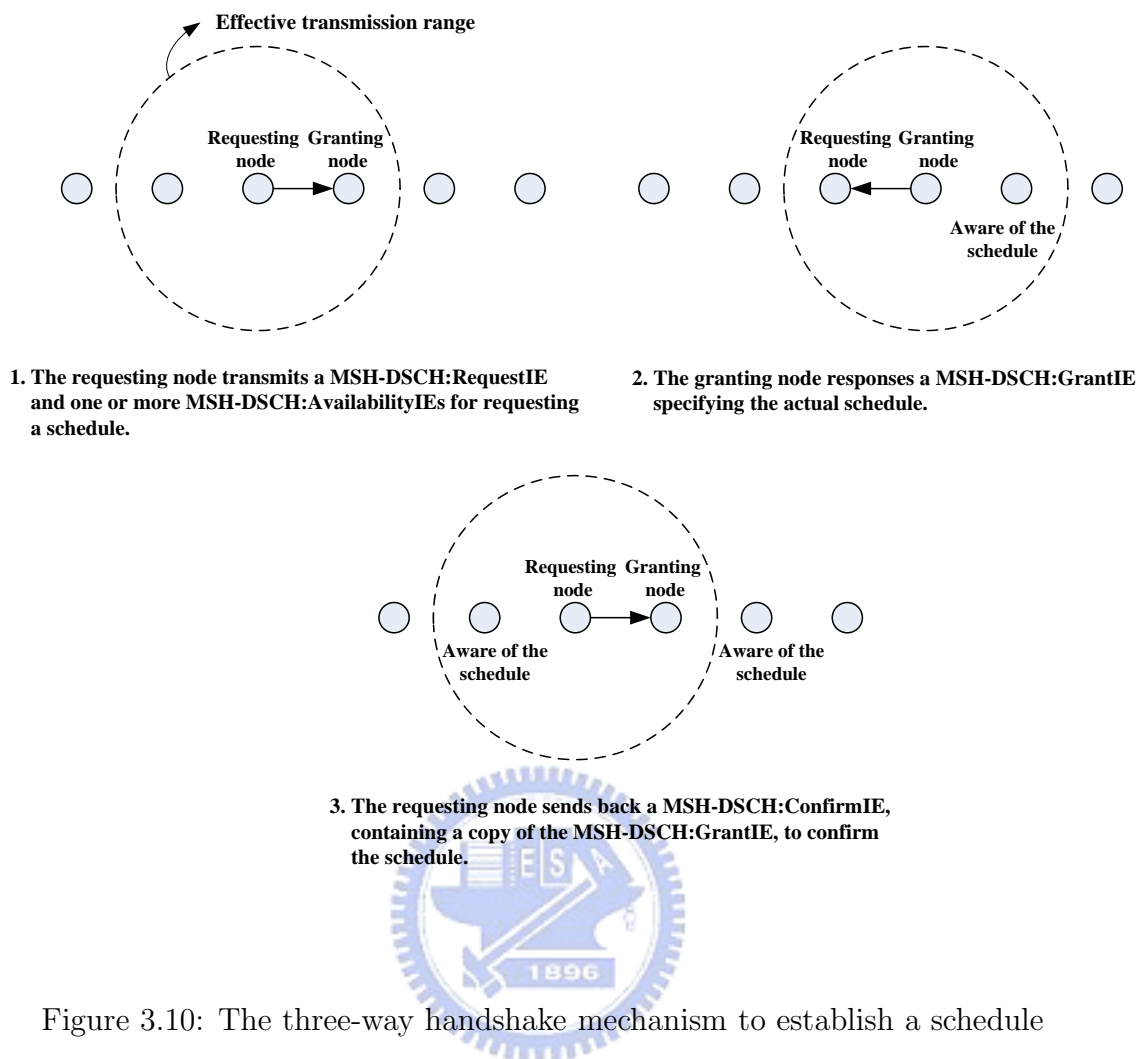 Effective transmission range
Requesting Granting
node node
Requesting Granting
node node
Aware of the
schedule
1. The requesting node transmits a MSH-DSCH:RequestIE
and one or more MSH-DSCH:AvailabilityIEs for requesting
a schedule.
2. The granting node responses a MSH-DSCH:GrantIE
specifying the actual schedule.
Requesting Granting
node node
Aware of the
schedule
Aware of the
schedule
3. The requesting node sends back a MSH-DSCH:ConfirmIE,
containing a copy of the MSH-DSCH:GrantIE, to confirm
the schedule.
E S A
1896
Figure 3.10: The three-way handshake mechanism to establish a schedule